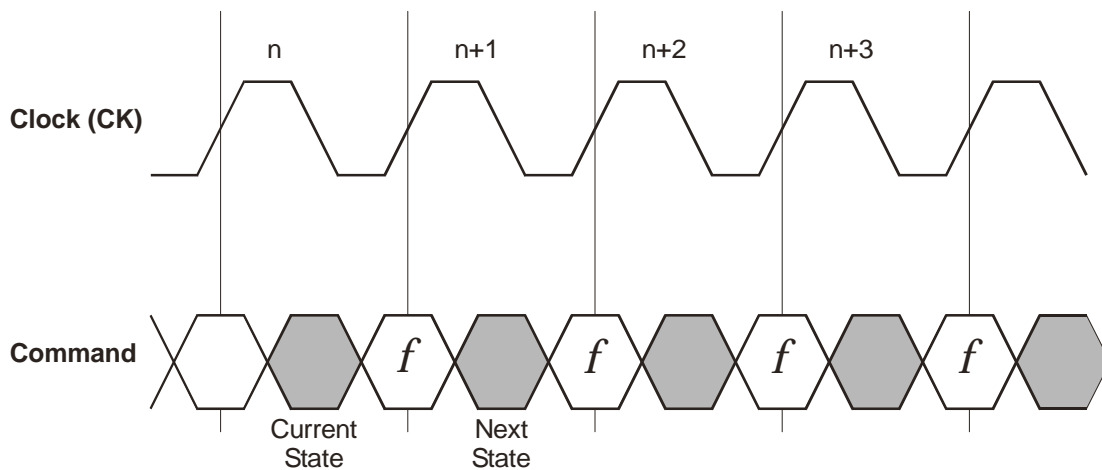 n n+1 n+2 n+3
Clock (CK)
Command f f f f
Current Next
State State